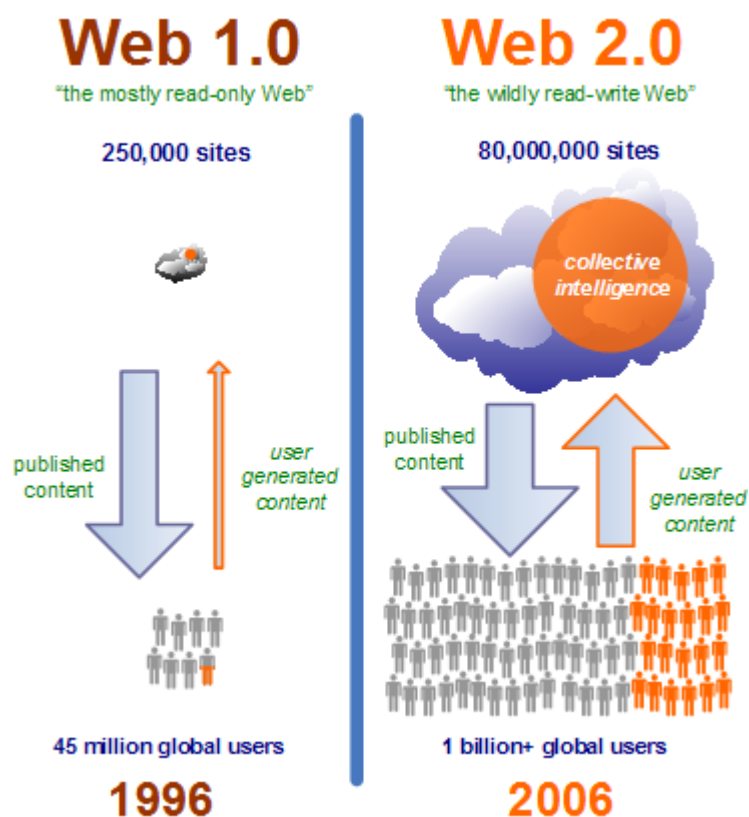 Web 1.0
“the mostly read-only Web”
250,000 sites
published
content
user
generated
content
45 million global users
1996
Web 2.0
“the wildly read-write Web”
80,000,000 sites
collective
intelligence
published
content
user
generated
content
1 billion+ global users
2006